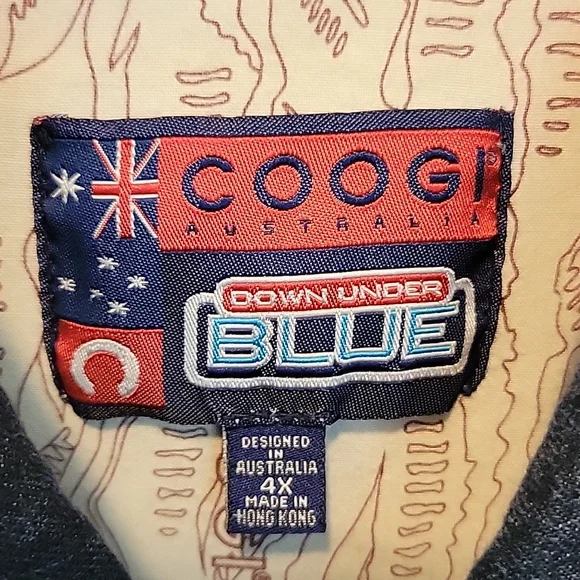 COOGI
AUSTRALIA
DOWN UNDER
BLUE
DESIGNED
IN
AUSTRALIA
4X
MADE IN
HONG KONG